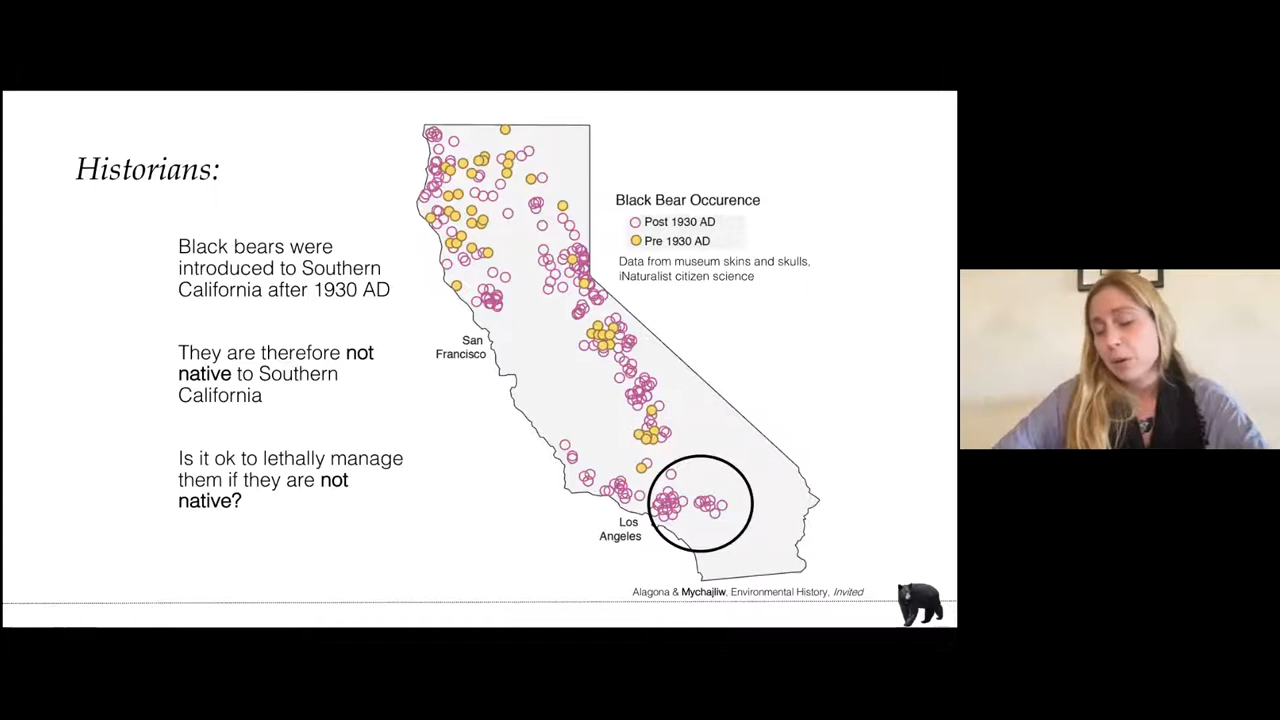 Historians:
Black bears were
introduced to Southern
California after 1930 AD
They are therefore not
native to Southern
California
Is it ok to lethally manage
them if they are not
native?
Black Bear Occurence
Post 1930 AD
Pre 1930 AD
Data from museum skins and skulls,
iNaturalist citizen science
San
Francisco
Los
Angeles
Alagona & Mychajliw, Environmental History, Invited